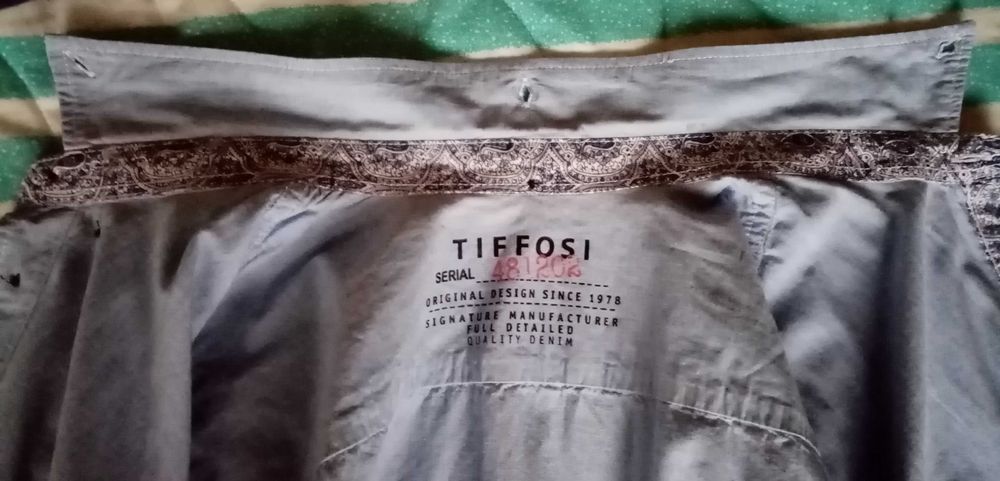 TIFFOSI
SERIAL 481202
ORIGINAL DESIGN SINCE 1978
SIGNATURE MANUFACTURER
FULL DETAILED
QUALITY DENIM